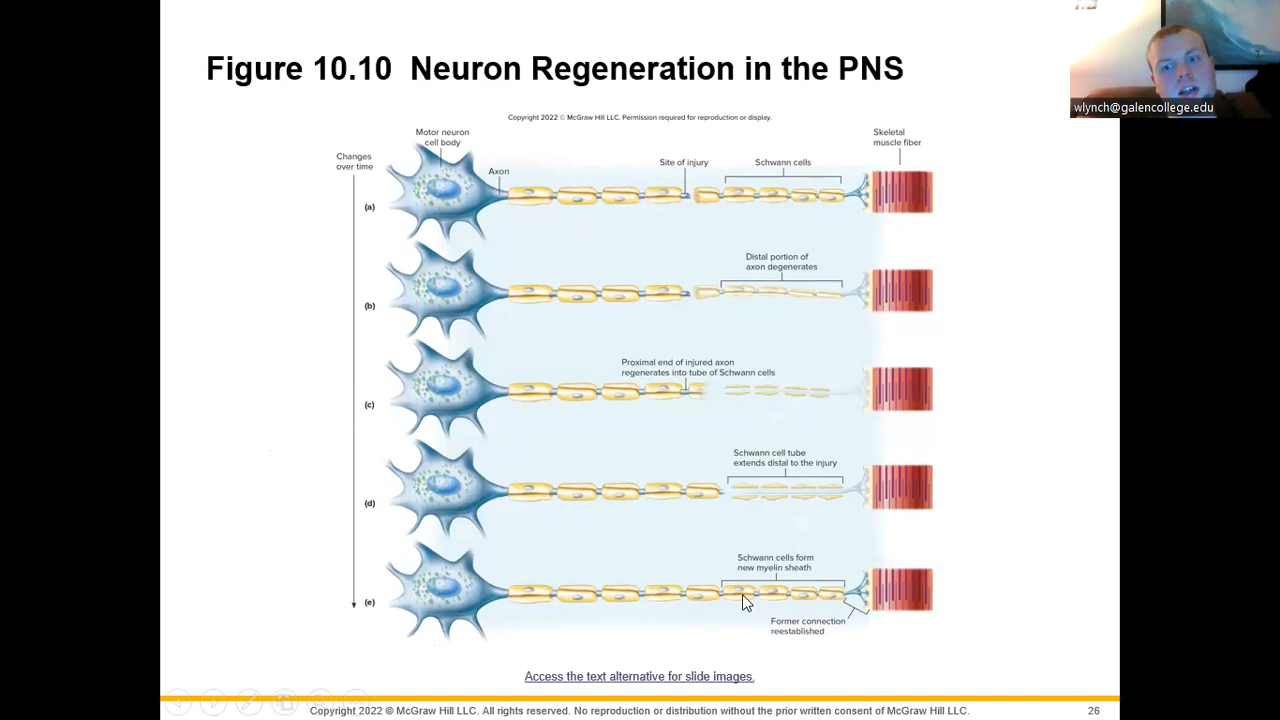 Figure 10.10 Neuron Regeneration in the PNS
wlynch@galencollege.edu
Copyright 2022 © McGraw Hill LLC. Permission required for reproduction or display.
Changes
over time
Motor neuron
cell body
Axon
Site of injury
Schwann cells
Skeletal
muscle fiber
(a)
Distal portion of
axon degenerates
(b)
Proximal end of injured axon
regenerates into tube of Schwann cells
(c)
Schwann cell tube
extends distal to the injury
(d)
Schwann cells form
new myelin sheath
(e)
Former connection
reestablished
Access the text alternative for slide images.
Copyright 2022 © McGraw Hill LLC. All rights reserved. No reproduction or distribution without the prior written consent of McGraw Hill LLC.
26